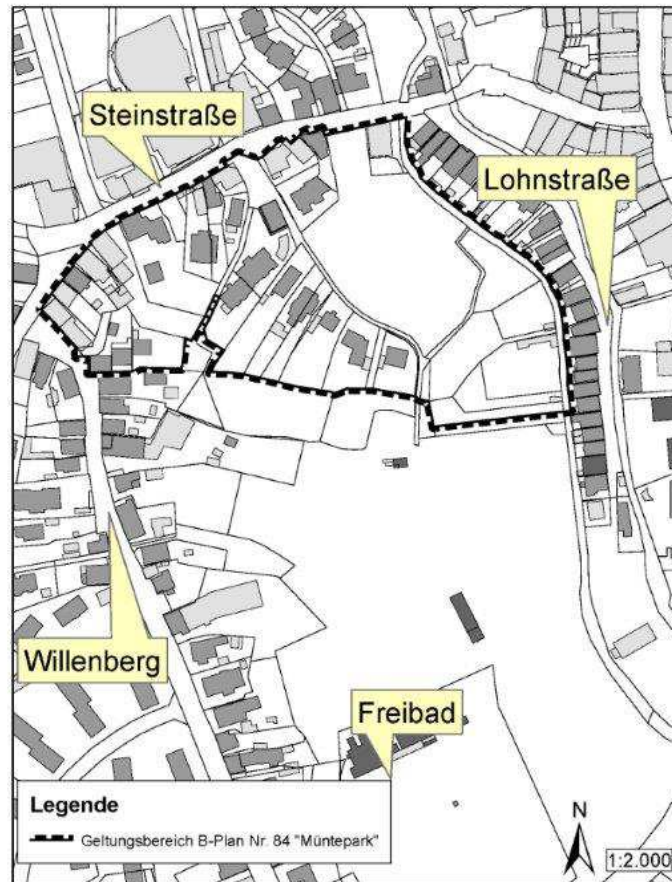 Steinstraße
Lohnstraße
Willenberg
Freibad
Legende
Geltungsbereich B-Plan Nr. 84 "Müntepark"
N
1:2.000